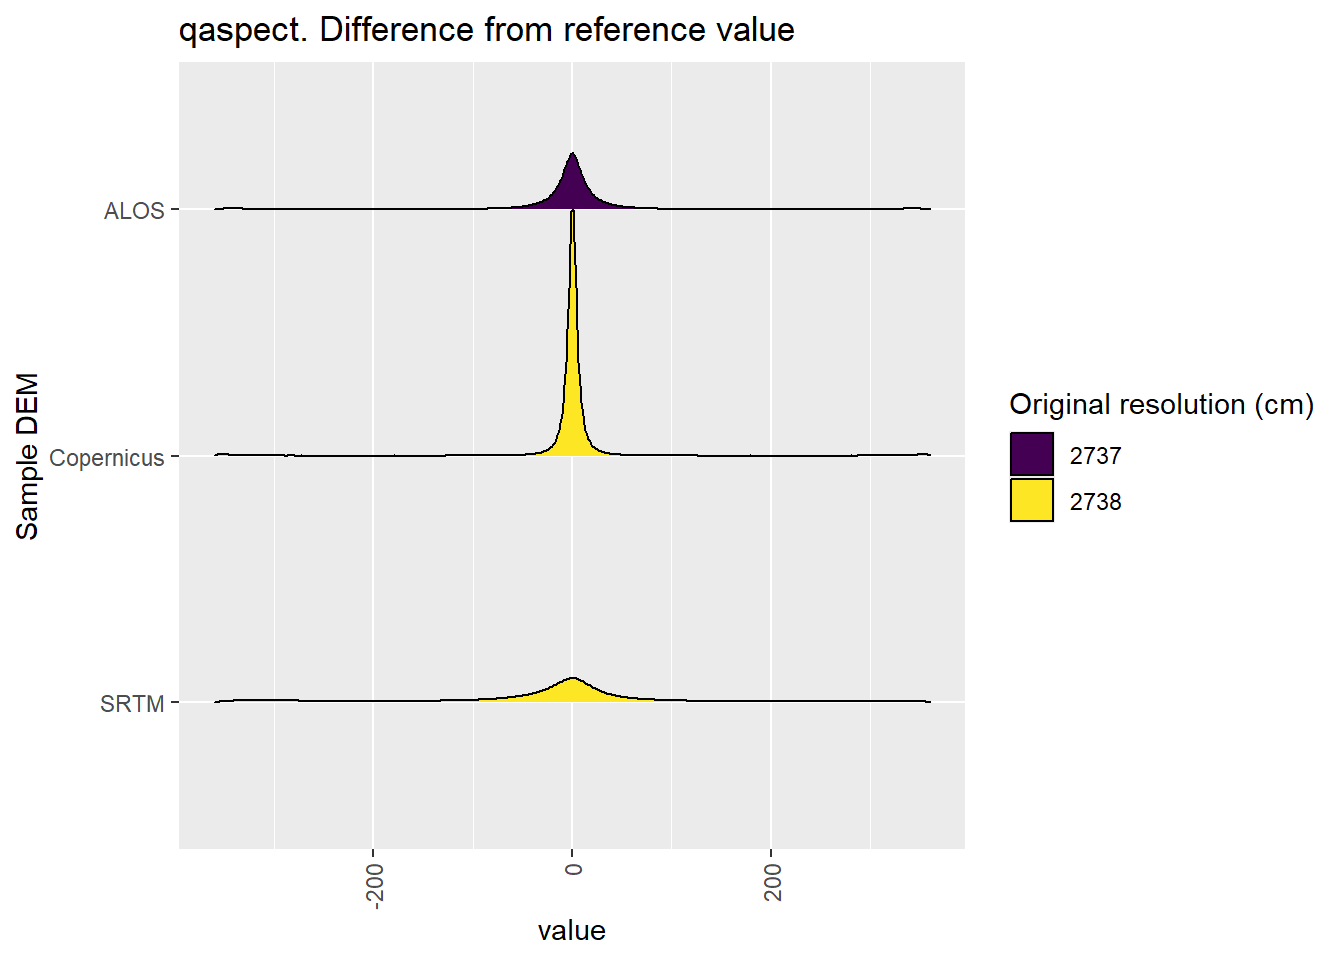 qaspect. Difference from reference value
Sample DEM
ALOS
Copernicus
SRTM
-200
0
200
value
Original resolution (cm)
2737
2738